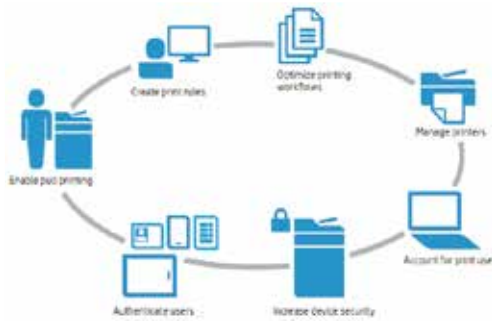 Create print rules
Optimize printing
workflows
Manage printers
Account for print use
Increase device security
Authenticate users
Enable pull printing